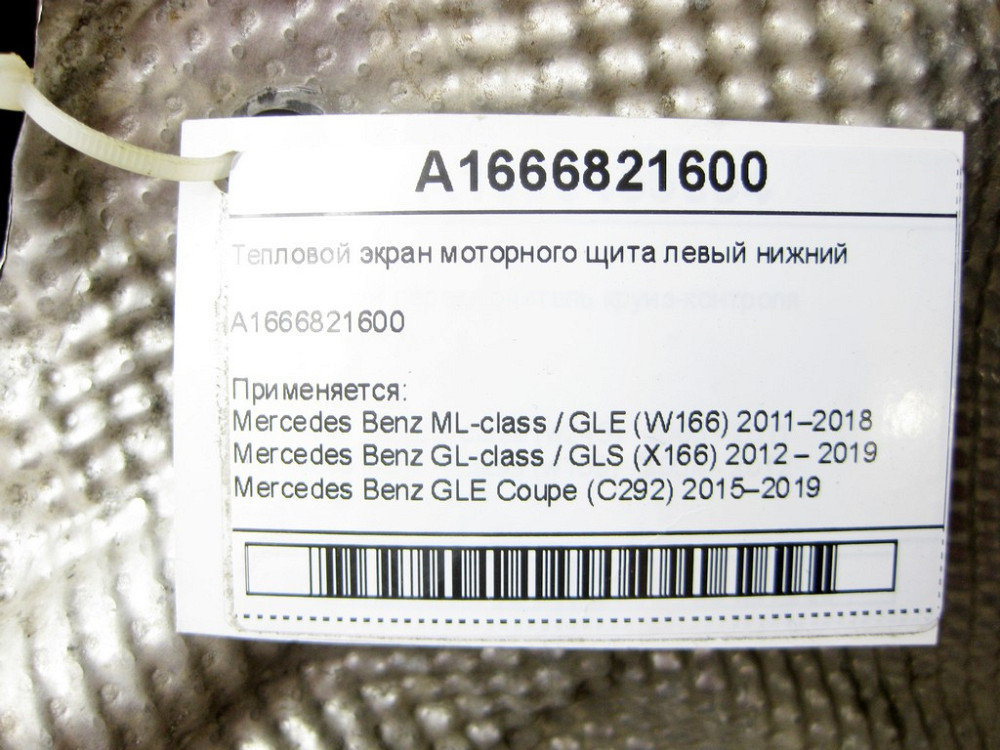 A1666821600
Тепловой экран моторного щита левый нижний
A1666821600
Применяется:
Mercedes Benz ML-class / GLE (W166) 2011–2018
Mercedes Benz GL-class / GLS (X166) 2012 – 2019
Mercedes Benz GLE Coupe (C292) 2015–2019